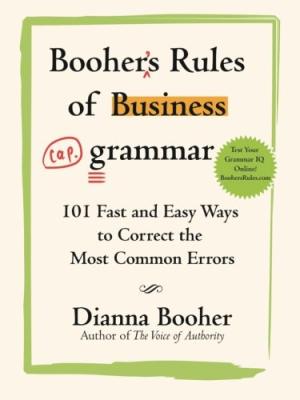 Booher's Rules
of Business
cap. grammar
Test Your
Grammar IQ
Online!
BoohersRules.com
101 Fast and Easy Ways
to Correct the
Most Common Errors
Dianna Booher
Author of The Voice of Authority